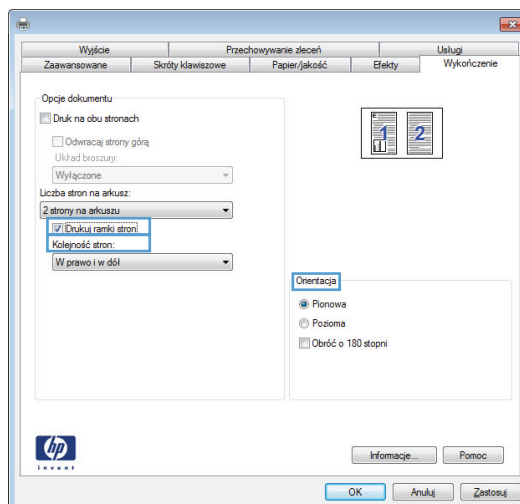 Wyjście Przechowywanie zleceń Usługi
Zaawansowane Skróty klawiszowe Papier/jakość Efekty Wykończenie
Opcje dokumentu
Druk na obu stronach
Odwracaj strony górą
Układ broszury:
Wyłączone
Liczba stron na arkusz:
2 strony na arkuszu
Drukuj ramki stron
Kolejność stron:
W prawo i w dół
1 2
Orientacja
Pionowa
Pozioma
Obróć o 180 stopni
hp
invent
Informacje... Pomoc
OK Anuluj Zastosuj